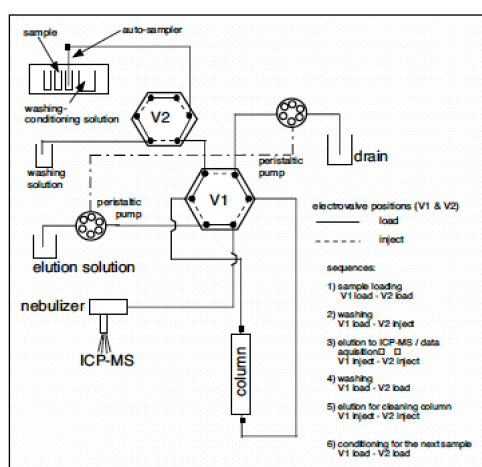 sample
auto-sampler
washing-
conditioning solution
V2
washing
solution
peristaltic
pump
drain
V1
peristaltic
pump
elution solution
nebulizer
ICP-MS
column
electrovalve positions (V1 & V2)
load
inject
sequences:
1) sample loading
V1 load - V2 load
2) washing
V1 load - V2 inject
3) elution to ICP-MS / data
aquisition□ □
V1 inject - V2 inject
4) washing
V1 load - V2 load
5) elution for cleaning column
V1 inject - V2 inject
6) conditioning for the next sample
V1 load - V2 load